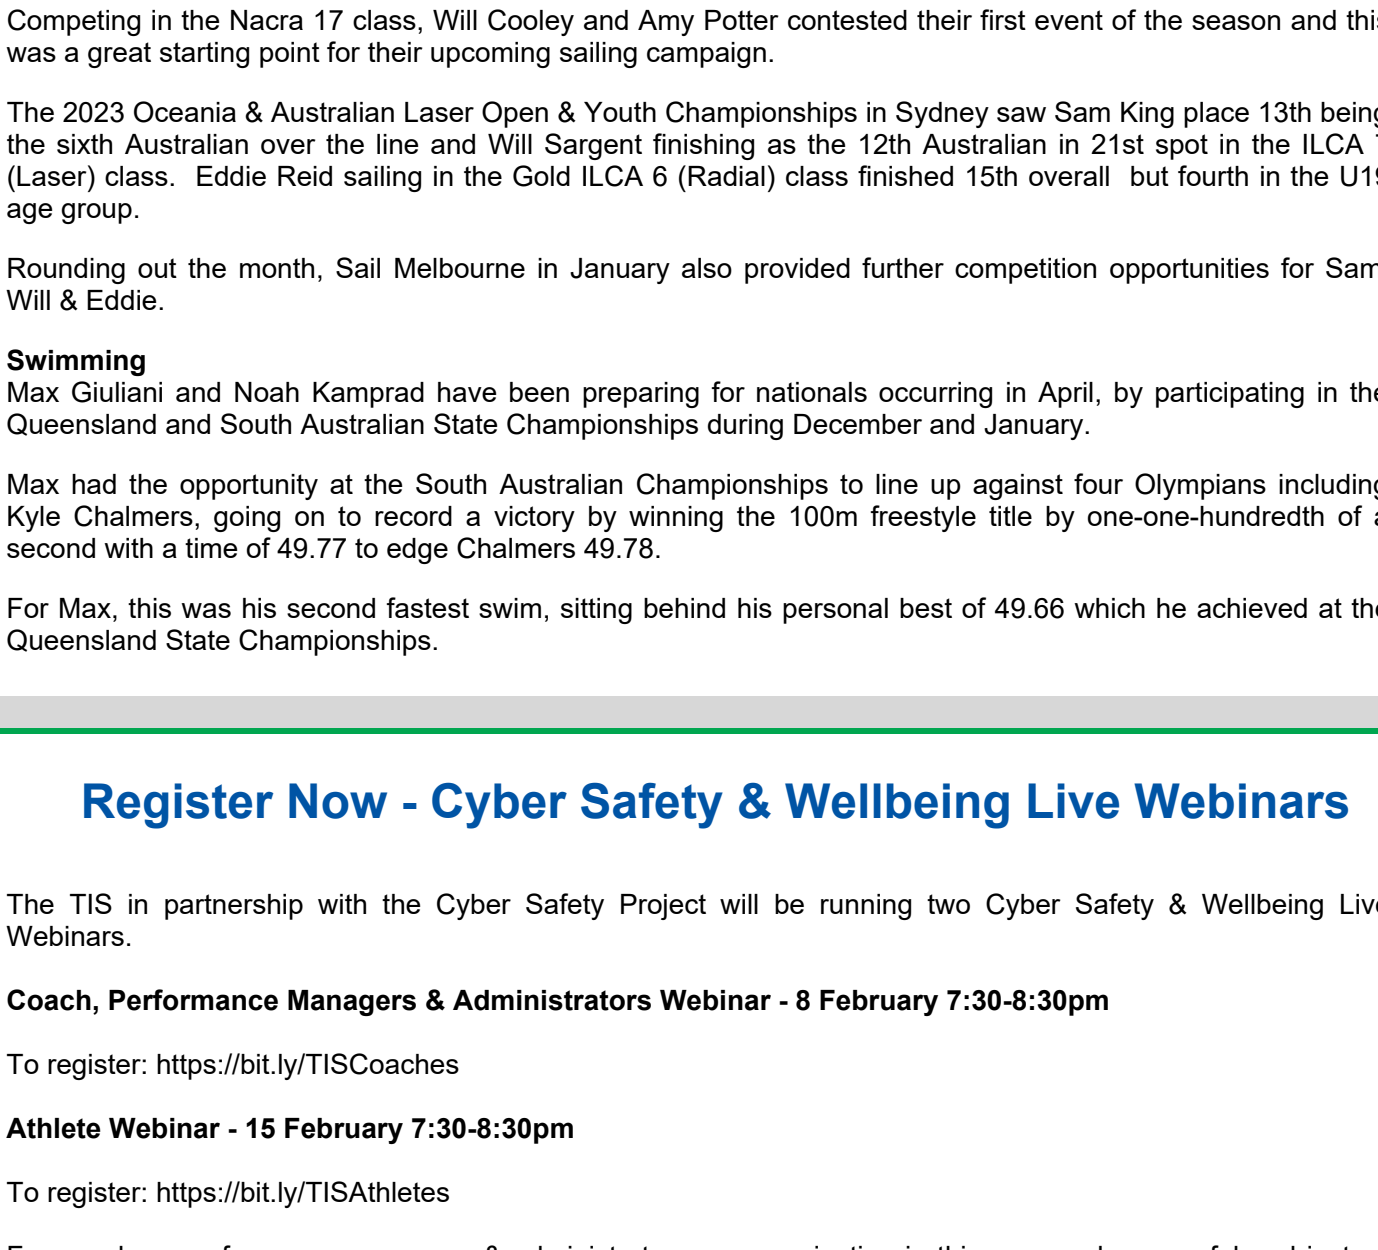 Competing in the Nacra 17 class, Will Cooley and Amy Potter contested their first event of the season and this
was a great starting point for their upcoming sailing campaign.
The 2023 Oceania & Australian Laser Open & Youth Championships in Sydney saw Sam King place 13th being
the sixth Australian over the line and Will Sargent finishing as the 12th Australian in 21st spot in the ILCA
(Laser) class.  Eddie Reid sailing in the Gold ILCA 6 (Radial) class finished 15th overall  but fourth in the U19
age group.
Rounding out the month, Sail Melbourne in January also provided further competition opportunities for Sam
Will & Eddie.
Swimming
Max Giuliani and Noah Kamprad have been preparing for nationals occurring in April, by participating in the
Queensland and South Australian State Championships during December and January.
Max had the opportunity at the South Australian Championships to line up against four Olympians including
Kyle Chalmers, going on to record a victory by winning the 100m freestyle title by one-one-hundredth of a
second with a time of 49.77 to edge Chalmers 49.78.
For Max, this was his second fastest swim, sitting behind his personal best of 49.66 which he achieved at the
Queensland State Championships.
Register Now - Cyber Safety & Wellbeing Live Webinars
The TIS in partnership with the Cyber Safety Project will be running two Cyber Safety & Wellbeing Live
Webinars.
Coach, Performance Managers & Administrators Webinar - 8 February 7:30-8:30pm
To register: https://bit.ly/TISCoaches
Athlete Webinar - 15 February 7:30-8:30pm
To register: https://bit.ly/TISAthletes